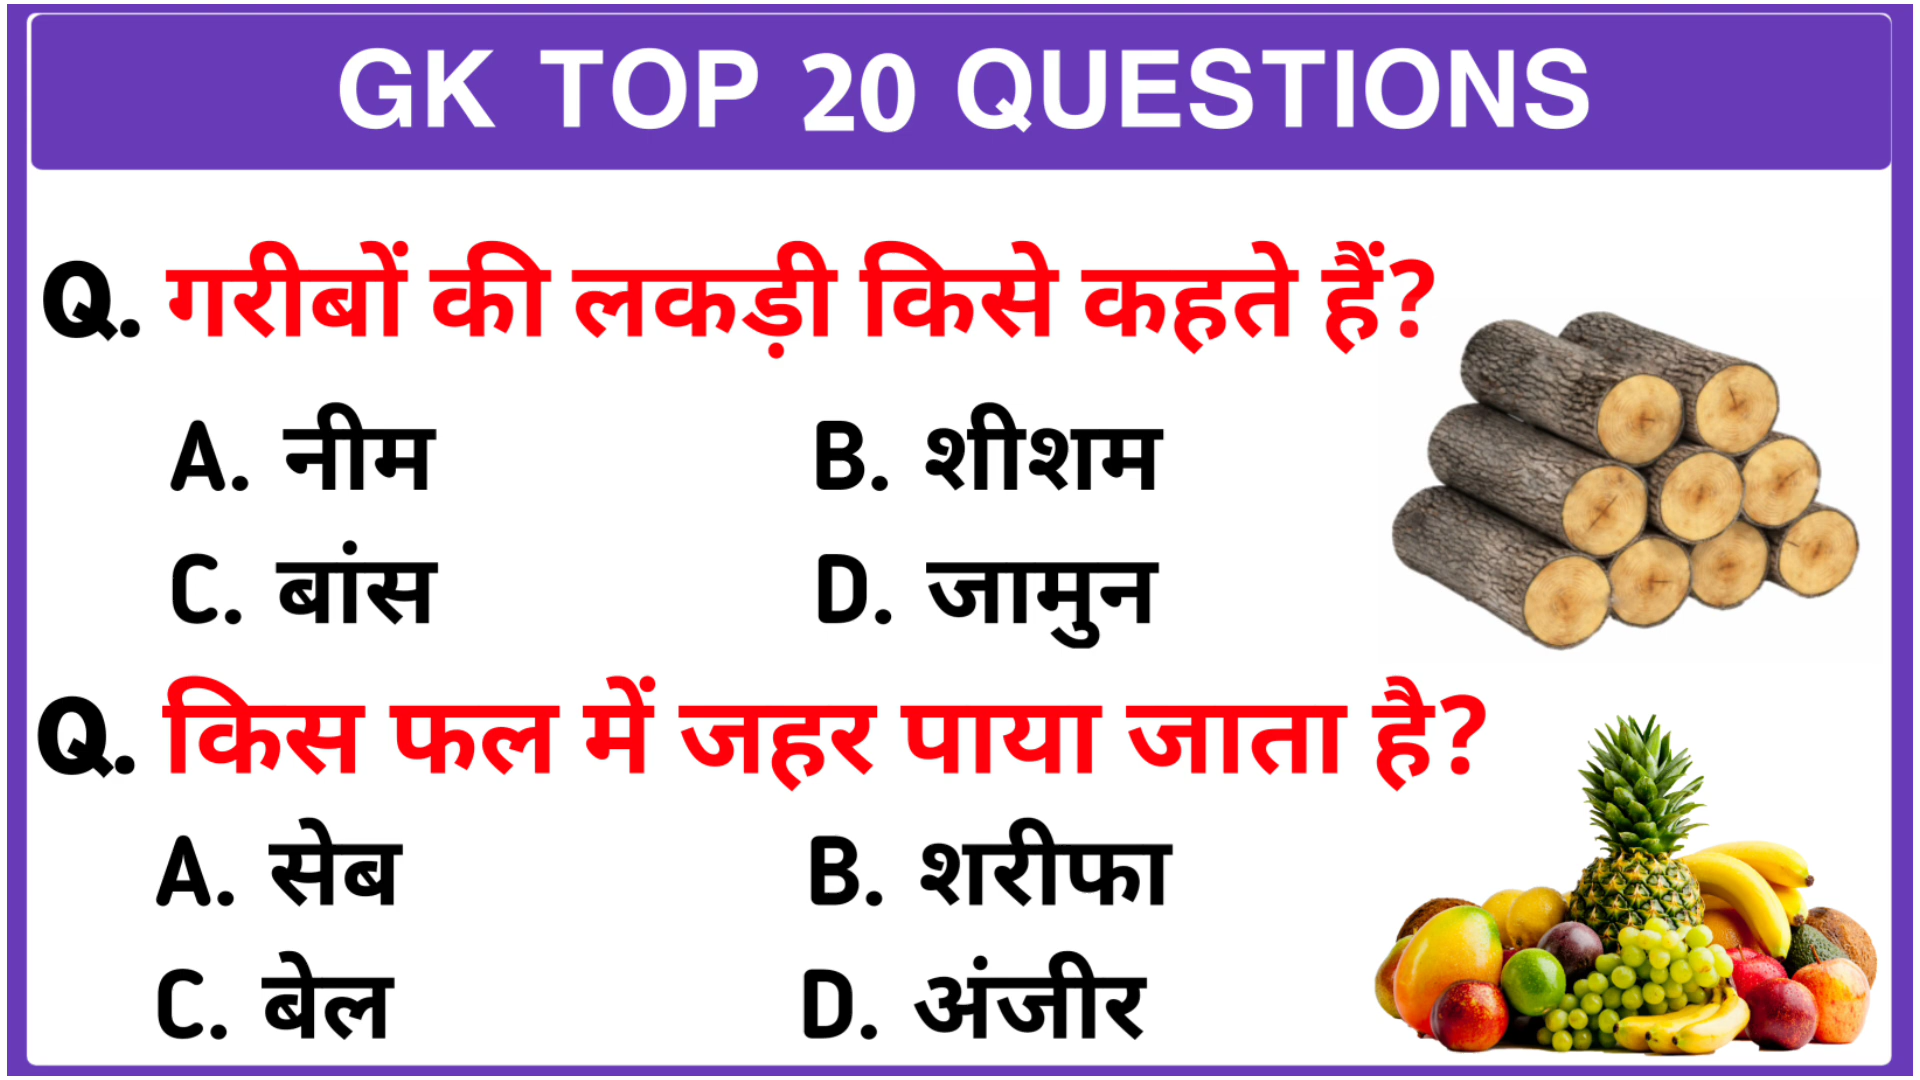 GK TOP 20 QUESTIONS
Q. गरीबों की लकड़ी किसे कहते हैं?
A. नीम B. शीशम
C. बांस D. जामुन
Q. किस फल में जहर पाया जाता है?
A. सेब B. शरीफा
C. बेल D. अंजीर